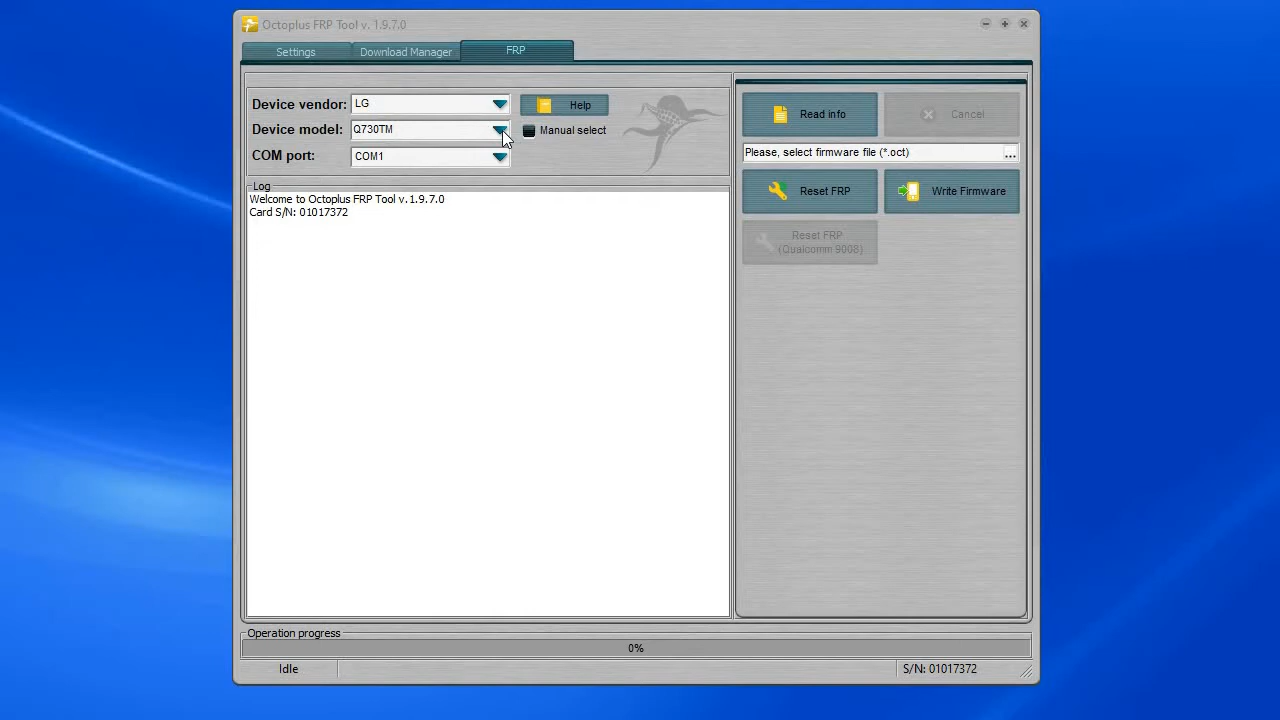 Octoplus FRP Tool v. 1.9.7.0
Settings
Download Manager
FRP
Device vendor:
LG
Help
Device model:
Q730TM
Manual select
COM port:
COM1
Log
Welcome to Octoplus FRP Tool v.1.9.7.0
Card S/N: 01017372
Read info
Cancel
Please, select firmware file (*.oct)
...
Reset FRP
Write Firmware
Reset FRP
(Qualcomm 9008)
Operation progress
0%
Idle
S/N: 01017372